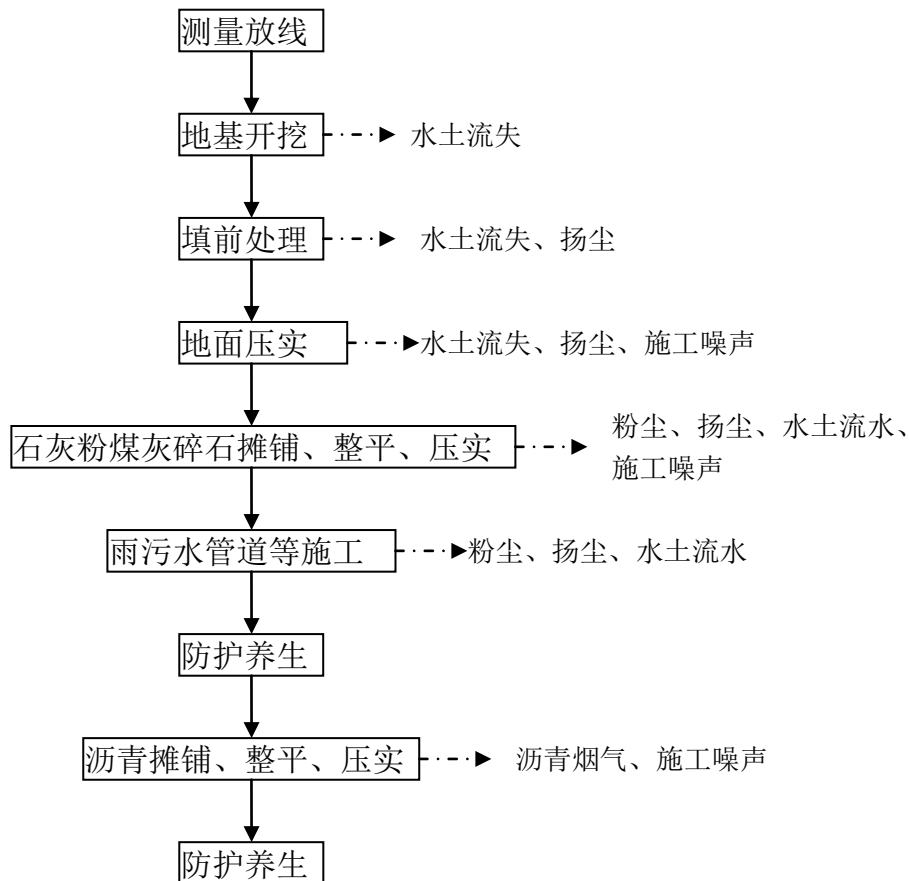 测量放线
地基开挖
水土流失
填前处理
水土流失、扬尘
地面压实
水土流失、扬尘、施工噪声
石灰粉煤灰碎石摊铺、整平、压实
粉尘、扬尘、水土流水、
施工噪声
雨污水管道等施工
粉尘、扬尘、水土流水
防护养生
沥青摊铺、整平、压实
沥青烟气、施工噪声
防护养生